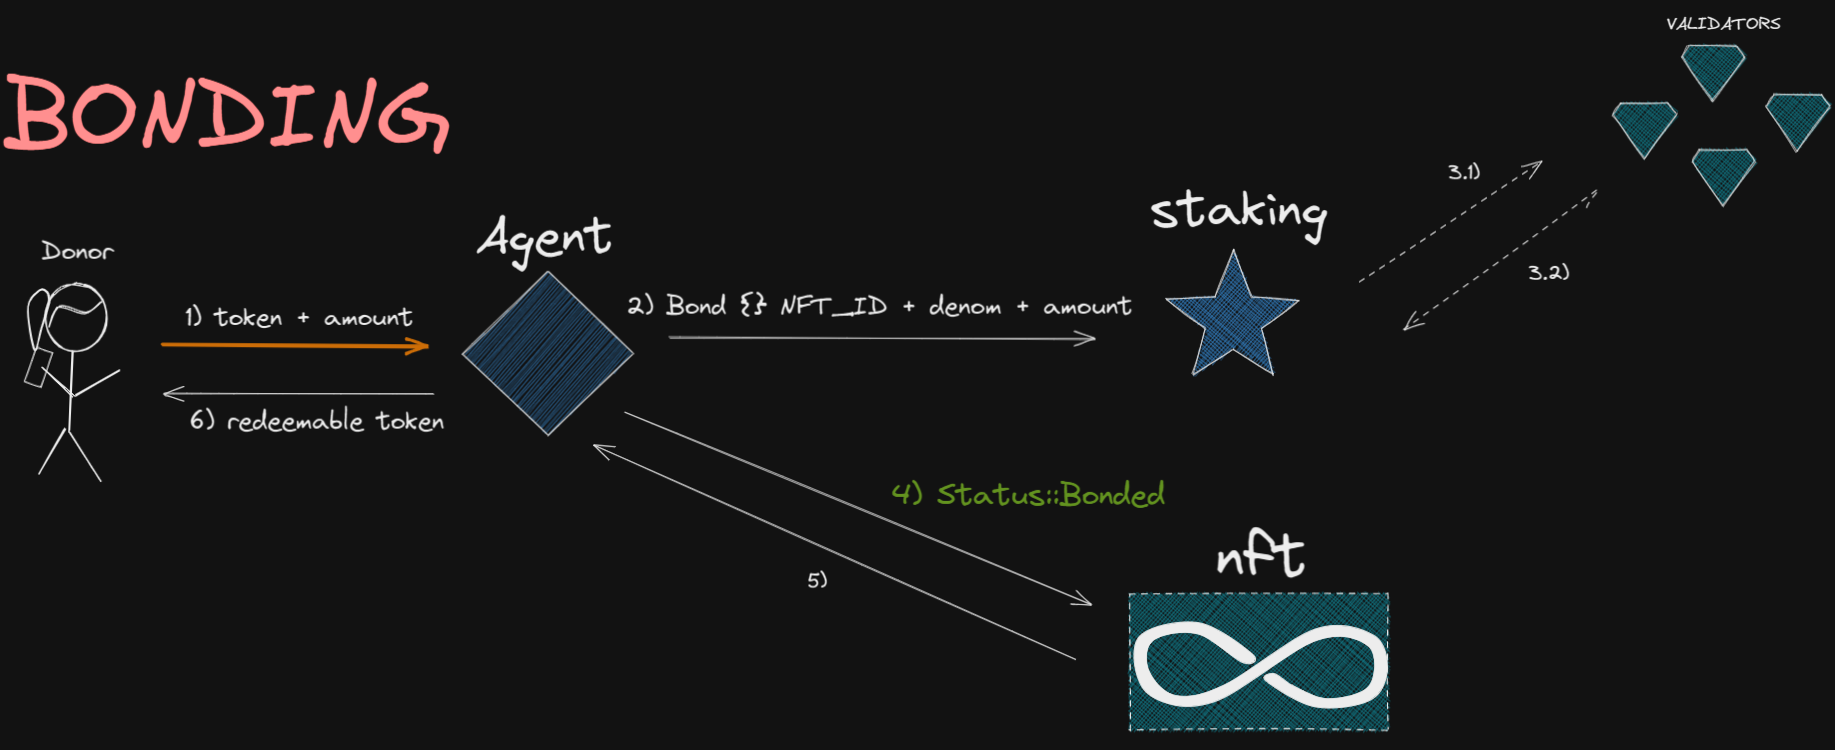 VALIDATORS
BONDING
3.1)
staking
Agent
Donor
3.2)
1) token + amount
2) Bond {} NFT_ID + denom + amount
6) redeemable token
4) Status::Bonded
nft
5)